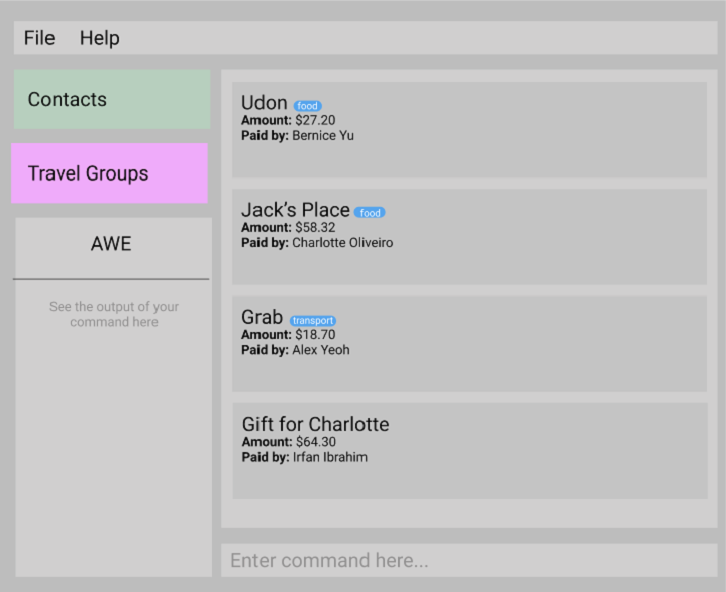 File Help
Contacts
Travel Groups
AWE
See the output of your
command here
Udon food
Amount: $27.20
Paid by: Bernice Yu
Jack's Place food
Amount: $58.32
Paid by: Charlotte Oliveiro
Grab transport
Amount: $18.70
Paid by: Alex Yeoh
Gift for Charlotte
Amount: $64.30
Paid by: Irfan Ibrahim
Enter command here...